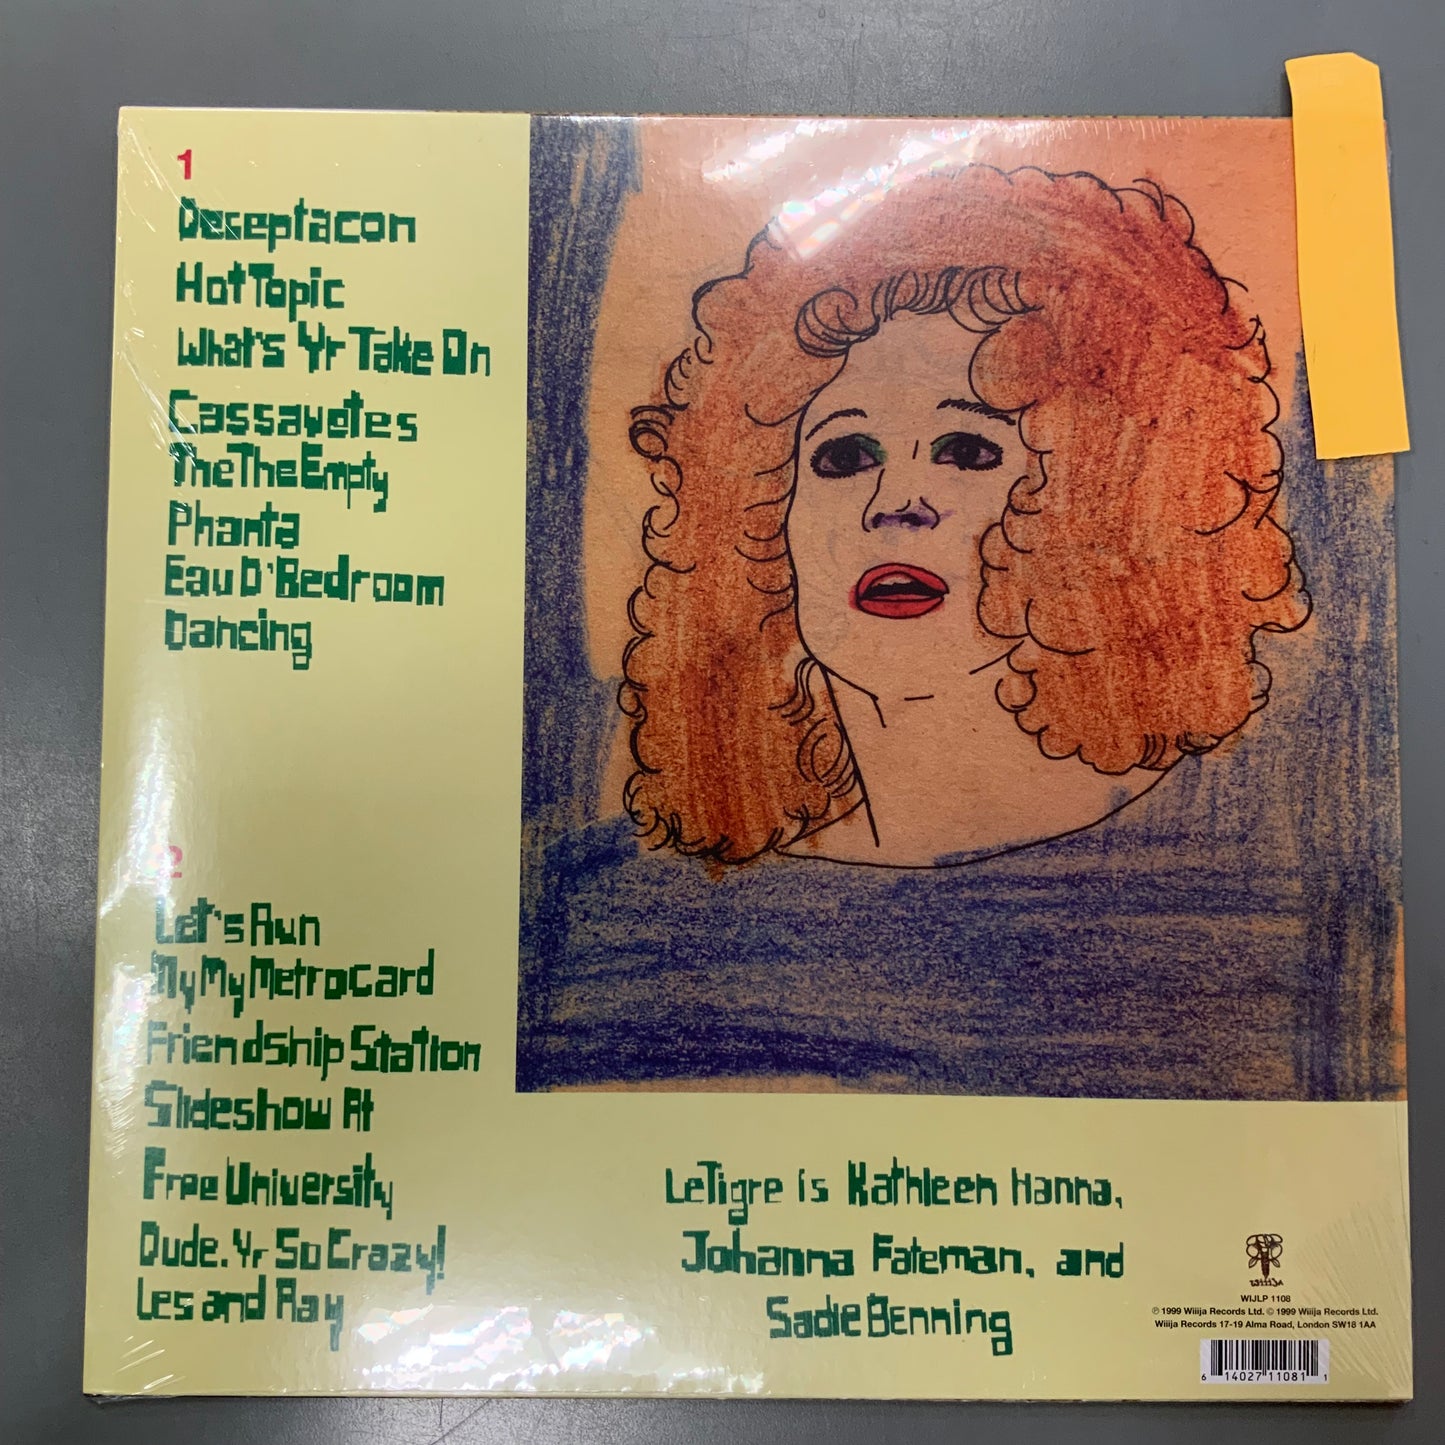 1
Deceptacon
Hot Topic
What's Yr Take On
Cassavetes
The The Empty
Phanta
Eau D'Bedroom
Dancing
2
Let's Run
My My Metrocard
Friendship Station
Slideshow At
Free University
Dude. Yr So Crazy!
Les and Ray
LeTigre is Kathleen Hanna,
Johanna Fateman, and
Sadie Benning
WIJLP 1108
℗ 1999 Wiiija Records Ltd. © 1999 Wiiija Records Ltd.
Wiiija Records 17-19 Alma Road, London SW18 1AA
6 14027 11081 1